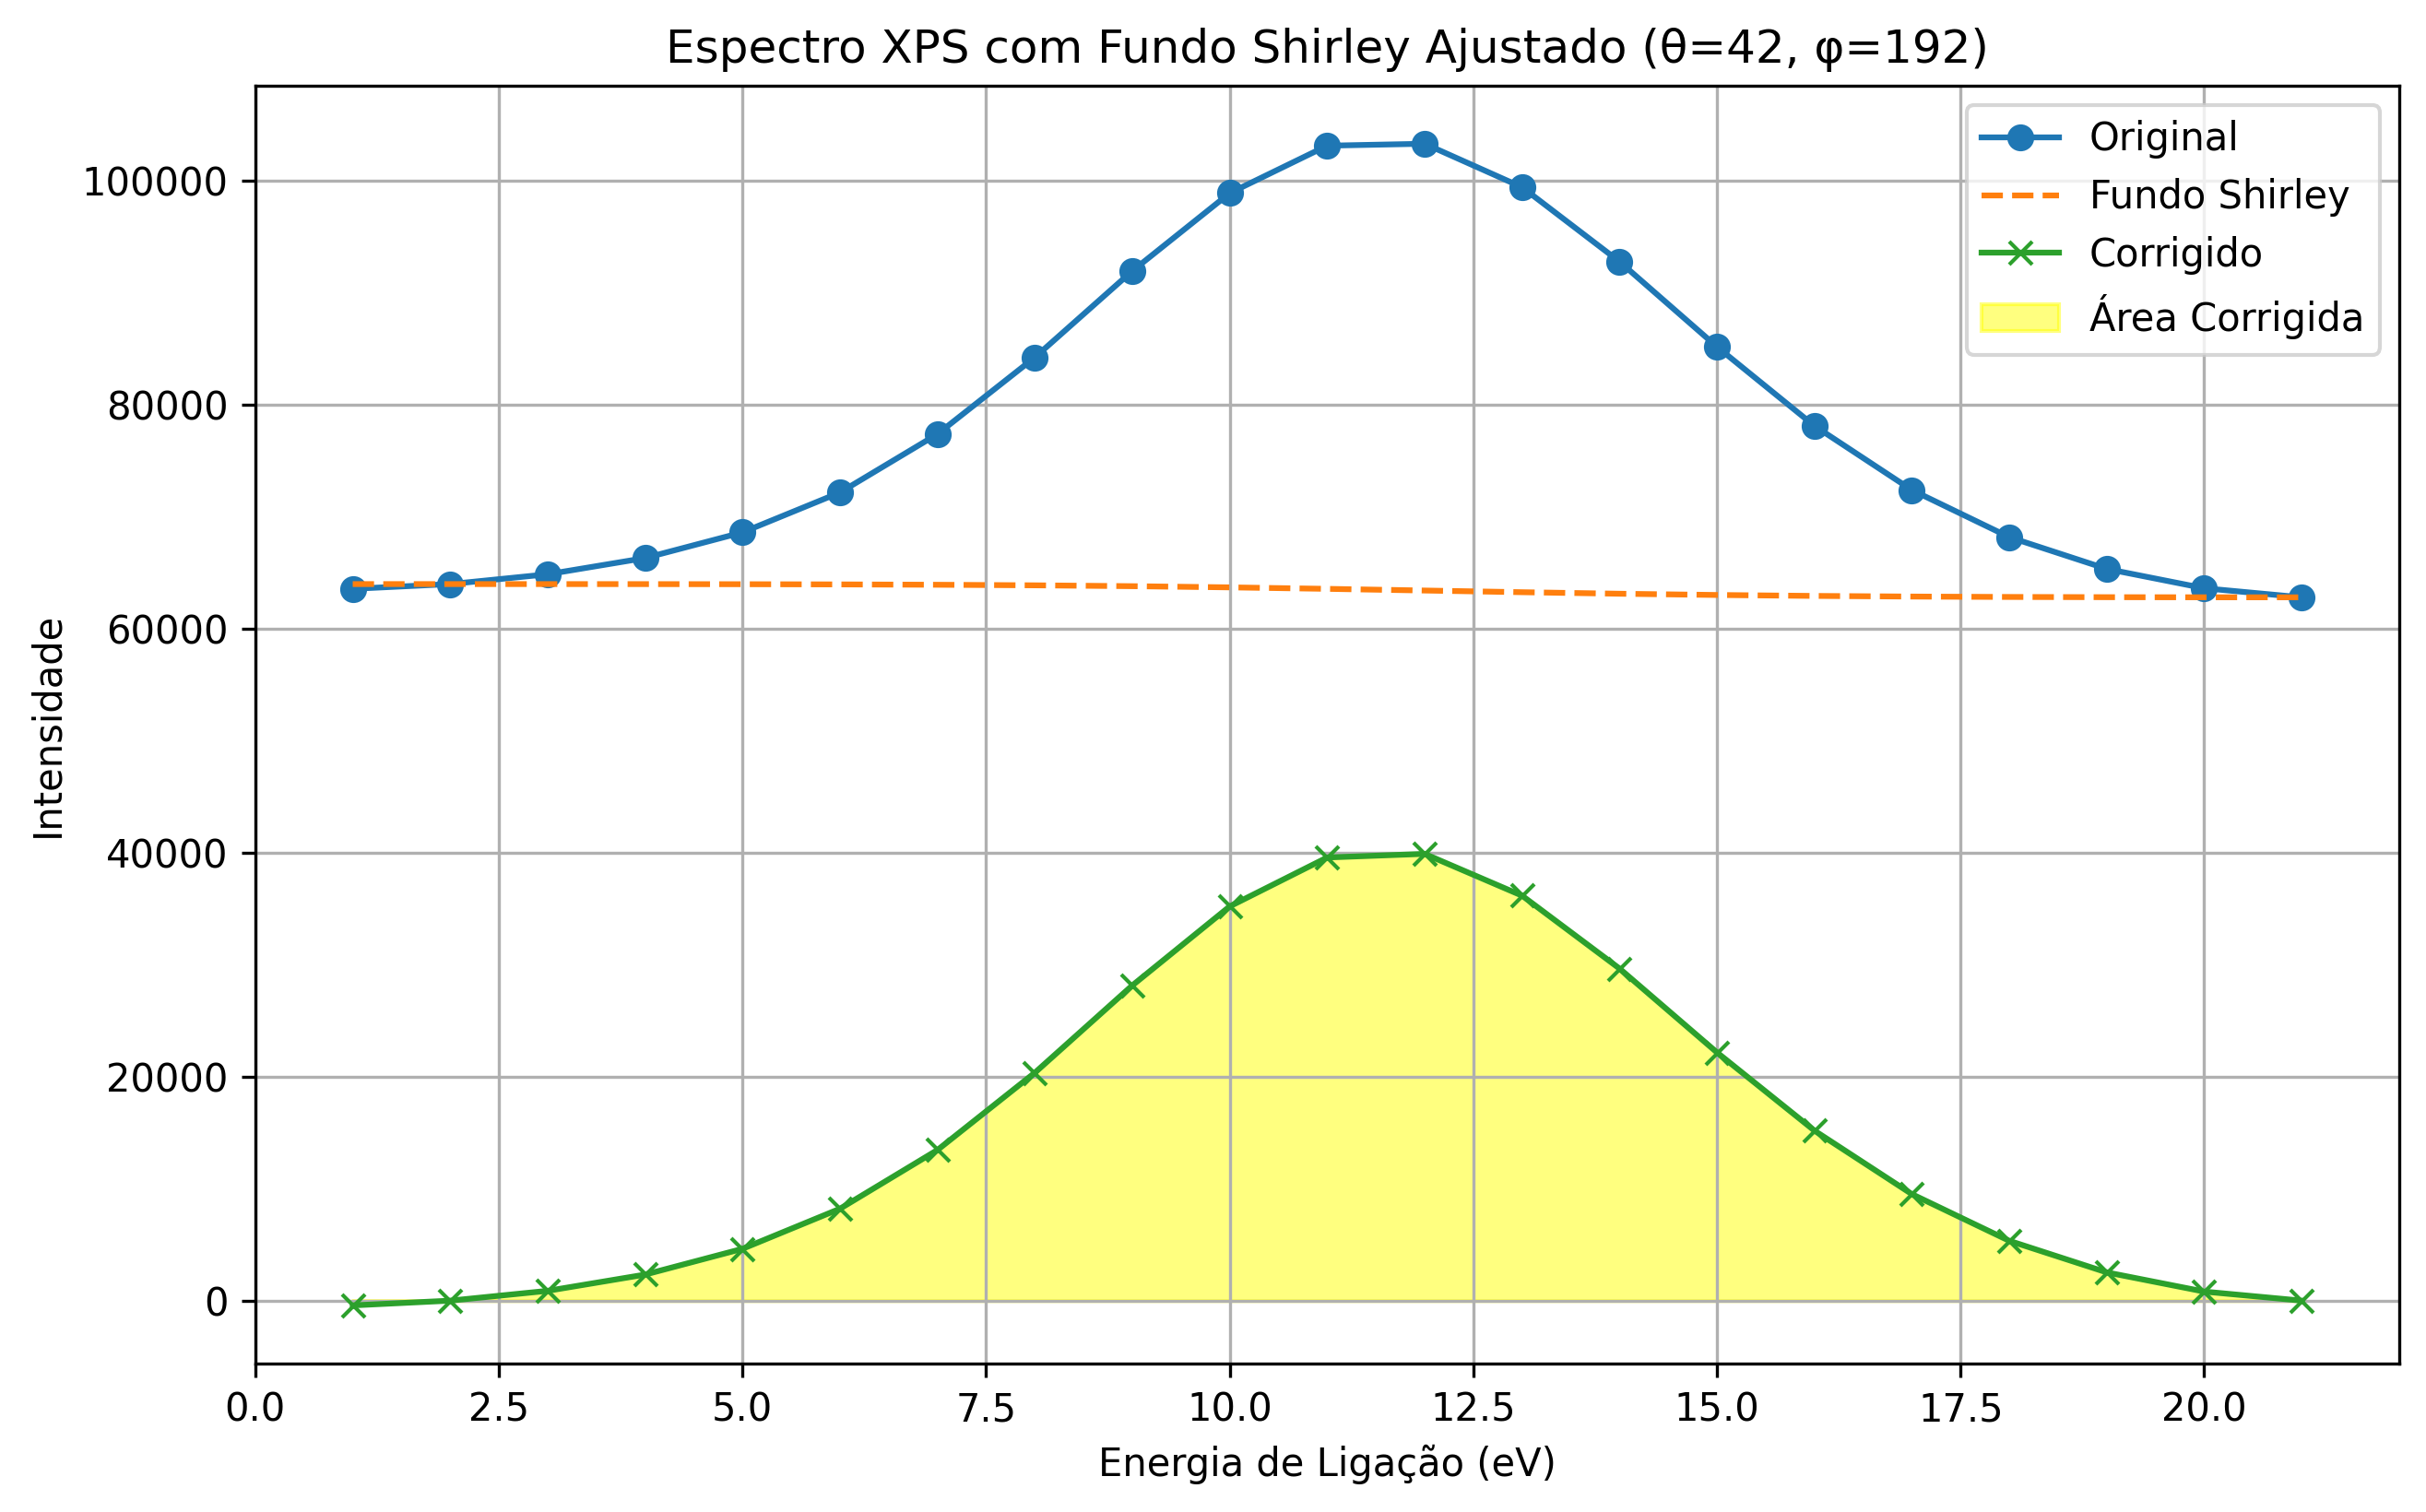 Espectro XPS com Fundo Shirley Ajustado (θ=42, φ=192)
Original
Fundo Shirley
Corrigido
Área Corrigida
Intensidade
100000
80000
60000
40000
20000
0
0.0 2.5 5.0 7.5 10.0 12.5 15.0 17.5 20.0
Energia de Ligação (eV)